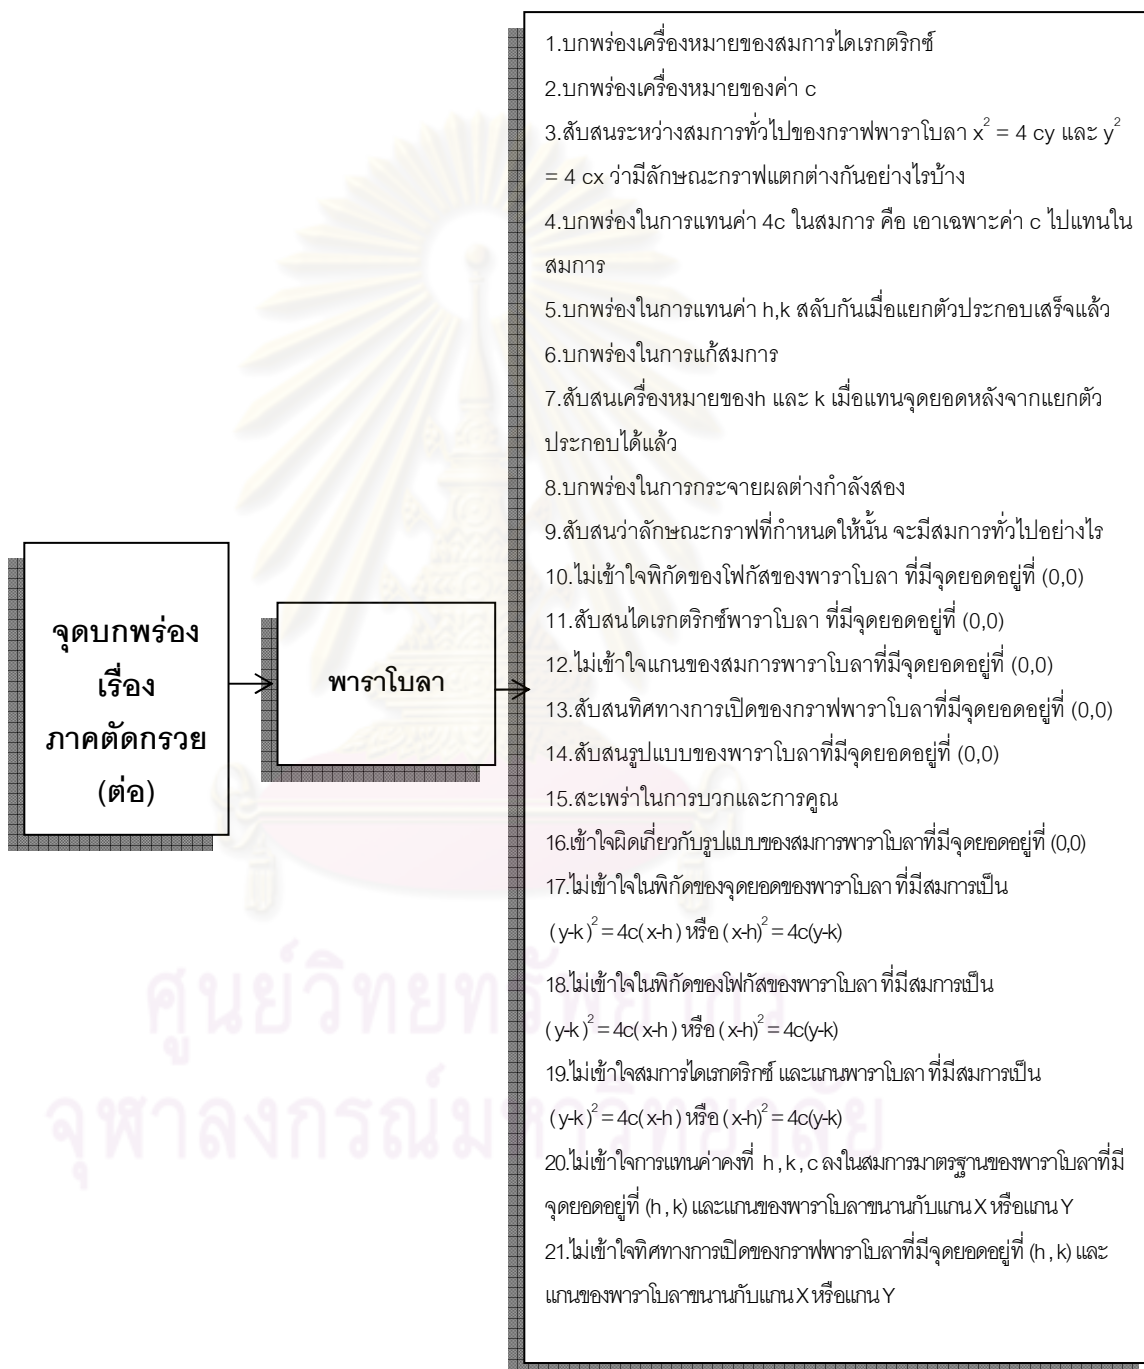 จุดบกพร่อง
เรื่อง
ภาคตัดกรวย
(ต่อ)
พาราโบลา
1.บกพร่องเครื่องหมายของสมการไดเรกตริกซ์
2.บกพร่องเครื่องหมายของค่า c
3.สับสนระหว่างสมการทั่วไปของกราฟพาราโบลา x² = 4 cy และ y²
= 4 cx ว่ามีลักษณะกราฟแตกต่างกันอย่างไรบ้าง
4.บกพร่องในการแทนค่า 4c ในสมการ คือ เอาเฉพาะค่า c ไปแทนใน
สมการ
5.บกพร่องในการแทนค่า h,k สลับกันเมื่อแยกตัวประกอบเสร็จแล้ว
6.บกพร่องในการแก้สมการ
7.สับสนเครื่องหมายของh และ k เมื่อแทนจุดยอดหลังจากแยกตัว
ประกอบได้แล้ว
8.บกพร่องในการกระจายผลต่างกำลังสอง
9.สับสนว่าลักษณะกราฟที่กำหนดให้นั้น จะมีสมการทั่วไปอย่างไร
10.ไม่เข้าใจพิกัดของโฟกัสของพาราโบลา ที่มีจุดยอดอยู่ที่ (0,0)
11.สับสนไดเรกตริกซ์พาราโบลา ที่มีจุดยอดอยู่ที่ (0,0)
12.ไม่เข้าใจแกนของสมการพาราโบลาที่มีจุดยอดอยู่ที่ (0,0)
13.สับสนทิศทางการเปิดของกราฟพาราโบลาที่มีจุดยอดอยู่ที่ (0,0)
14.สับสนรูปแบบของพาราโบลาที่มีจุดยอดอยู่ที่ (0,0)
15.สะเพร่าในการบวกและการคูณ
16.เข้าใจผิดเกี่ยวกับรูปแบบของสมการพาราโบลาที่มีจุดยอดอยู่ที่ (0,0)
17.ไม่เข้าใจในพิกัดของจุดยอดของพาราโบลา ที่มีสมการเป็น
(y-k)² = 4c(x-h) หรือ (x-h)² = 4c(y-k)
18.ไม่เข้าใจในพิกัดของโฟกัสของพาราโบลา ที่มีสมการเป็น
(y-k)² = 4c(x-h) หรือ (x-h)² = 4c(y-k)
19.ไม่เข้าใจสมการไดเรกตริกซ์ และแกนพาราโบลา ที่มีสมการเป็น
(y-k)² = 4c(x-h) หรือ (x-h)² = 4c(y-k)
20.ไม่เข้าใจการแทนค่าคงที่ h , k , c ลงในสมการมาตรฐานของพาราโบลาที่มี
จุดยอดอยู่ที่ (h , k) และแกนของพาราโบลาขนานกับแกน X หรือแกน Y
21.ไม่เข้าใจทิศทางการเปิดของกราฟพาราโบลาที่มีจุดยอดอยู่ที่ (h , k) และ
แกนของพาราโบลาขนานกับแกน X หรือแกน Y
ศูนย์วิทยทรัพยากร
จุฬาลงกรณ์มหาวิทยาลัย